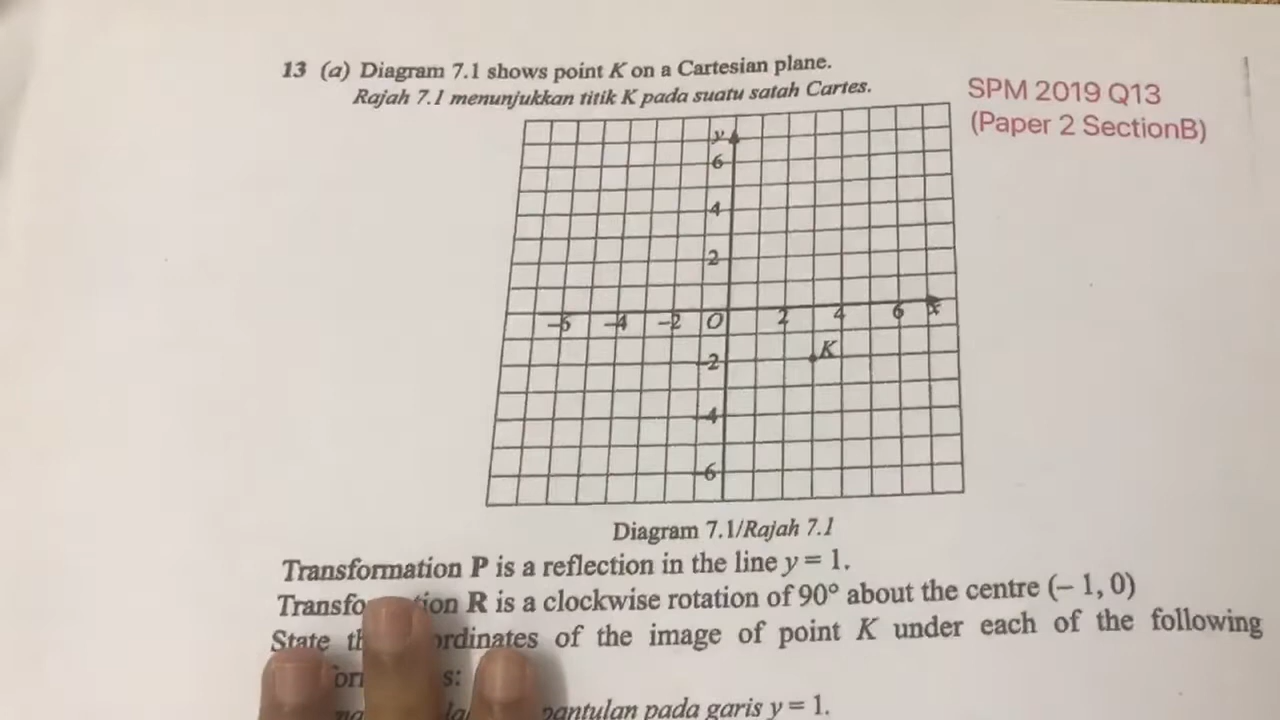 13 (a) Diagram 7.1 shows point K on a Cartesian plane.
Rajah 7.1 menunjukkan titik K pada suatu satah Cartes.
SPM 2019 Q13
(Paper 2 SectionB)
y
6
4
2
-6 -4 -2 O 2 4 6 x
K
-2
-4
-6
Diagram 7.1/Rajah 7.1
Transformation P is a reflection in the line y = 1.
R is a clockwise rotation of 90° about the centre (– 1, 0)
State of the image of point K under each of the following
pada garis y = 1.